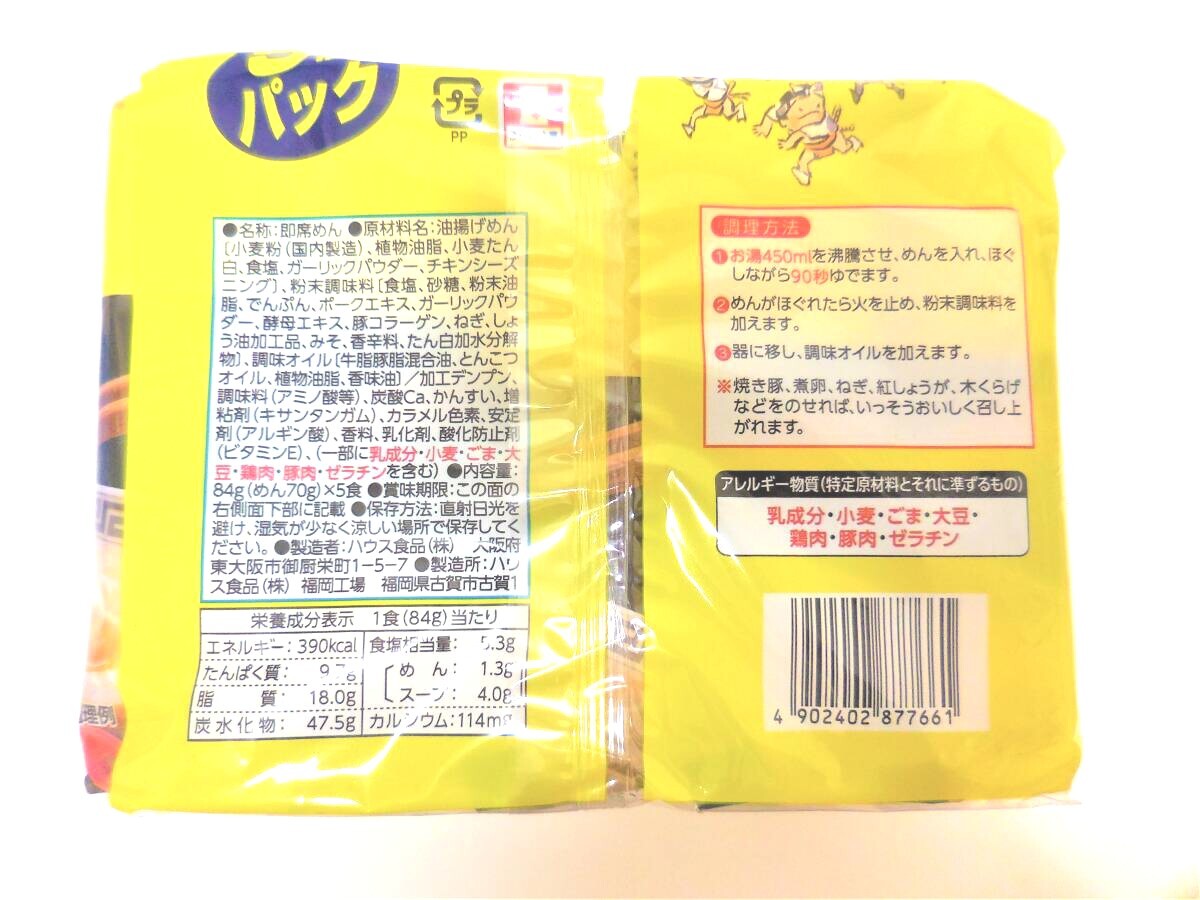 パック
プラ
PP
●名称:即席めん ●原材料名:油揚げめん
〔小麦粉(国内製造)、植物油脂、小麦たん
白、食塩、ガーリックパウダー、チキンシーズ
ニング〕、粉末調味料〔食塩、砂糖、粉末油
脂、でんぷん、ポークエキス、ガーリックパウ
ダー、酵母エキス、豚コラーゲン、ねぎ、しょ
う油加工品、みそ、香辛料、たん白加水分解
物〕、調味オイル〔牛脂豚脂混合油、とんこつ
オイル、植物油脂、香味油〕/加工デンプン、
調味料(アミノ酸等)、炭酸Ca、かんすい、増
粘剤(キサンタンガム)、カラメル色素、安定
剤(アルギン酸)、香料、乳化剤、酸化防止剤
(ビタミンE)、(一部に乳成分・小麦・ごま・大
豆・鶏肉・豚肉・ゼラチンを含む) ●内容量:
84g(めん70g)×5食 ●賞味期限:この面の
右側面下部に記載 ●保存方法:直射日光を
避け、湿気が少なく涼しい場所で保存してく
ださい。●製造者:ハウス食品(株) 大阪府
東大阪市御厨栄町1-5-7 ●製造所:ハウ
ス食品(株) 福岡工場 福岡県古賀市古賀1
栄養成分表示 1食(84g)当たり
エネルギー:390kcal 食塩相当量: 5.3g
たんぱく質: 9.7g めん: 1.3g
脂質: 18.0g スープ: 4.0g
炭水化物: 47.5g カルシウム:114mg
理例
調理方法
1 お湯450mlを沸騰させ、めんを入れ、ほぐ
しながら90秒ゆでます。
2 めんがほぐれたら火を止め、粉末調味料を
加えます。
3 器に移し、調味オイルを加えます。
※焼き豚、煮卵、ねぎ、紅しょうが、木くらげ
などをのせれば、いっそうおいしく召し上
がれます。
アレルギー物質(特定原材料とそれに準ずるもの)
乳成分・小麦・ごま・大豆・
鶏肉・豚肉・ゼラチン
4 902402 877661